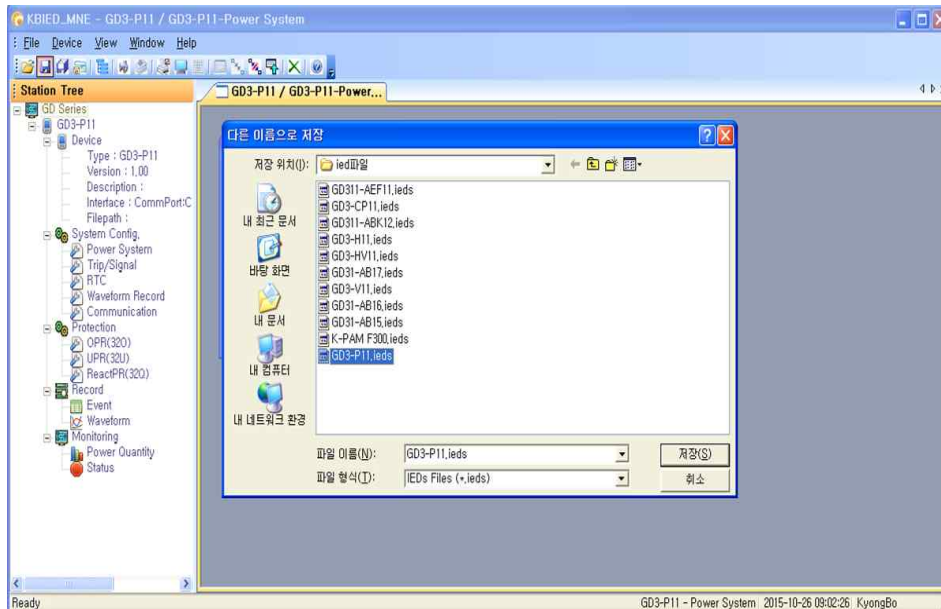 KBIED_MNE - GD3-P11 / GD3-P11-Power System
File Device View Window Help
Station Tree
GD3-P11 / GD3-P11-Power...
GD Series
GD3-P11
Device
Type : GD3-P11
Version : 1.00
Description :
Interface : CommPort:C
Filepath :
System Config.
Power System
Trip/Signal
RTC
Waveform Record
Communication
Protection
OPR(32O)
UPR(32U)
ReactPR(32Q)
Record
Event
Waveform
Monitoring
Power Quantity
Status
다른 이름으로 저장
저장 위치(I):
ied파일
내 최근 문서
바탕 화면
내 문서
내 컴퓨터
내 네트워크 환경
GD311-AEF11.ieds
GD3-CP11.ieds
GD311-ABK12.ieds
GD3-H11.ieds
GD3-HV11.ieds
GD31-AB17.ieds
GD3-V11.ieds
GD31-AB16.ieds
GD31-AB15.ieds
K-PAM F300.ieds
GD3-P11.ieds
파일 이름(N): GD3-P11.ieds 저장(S)
파일 형식(T): IEDs Files (*.ieds) 취소
Ready GD3-P11 - Power System 2015-10-26 09:02:26 KyongBo